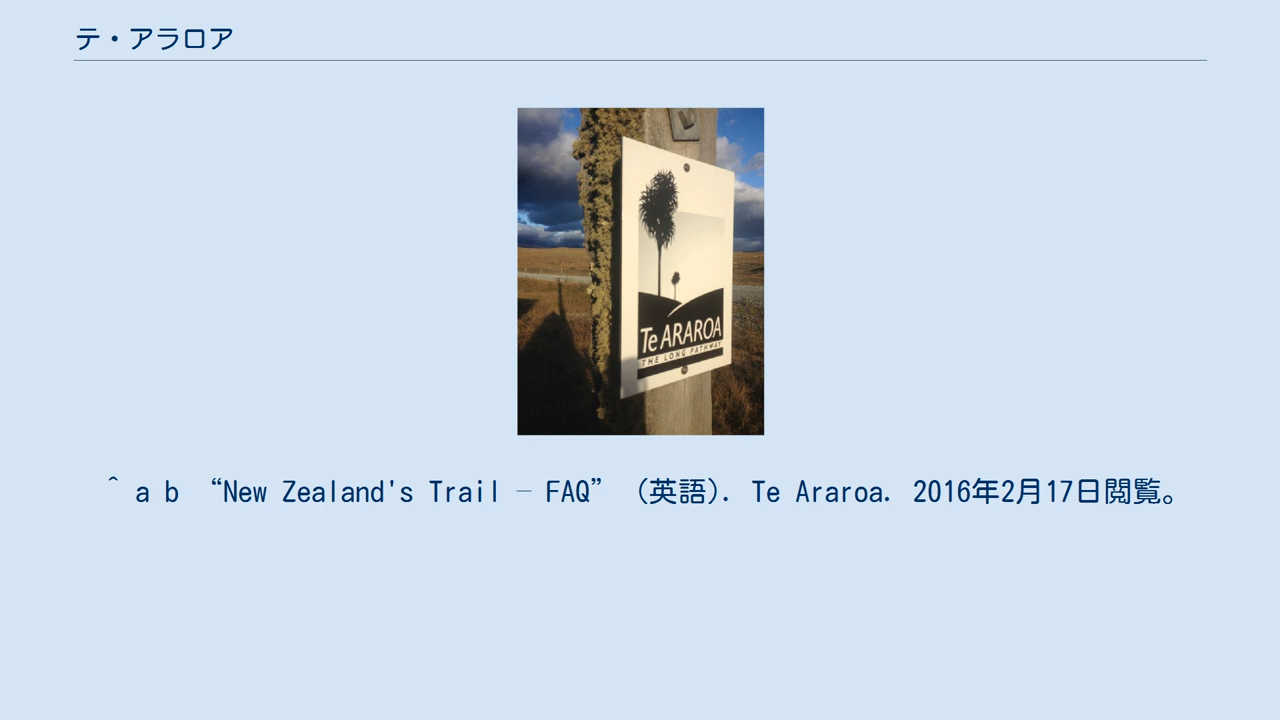 テ・アラロア
Te ARAROA
THE LONG PATHWAY
^ a b “New Zealand's Trail – FAQ” (英語). Te Araroa. 2016年2月17日閲覧。